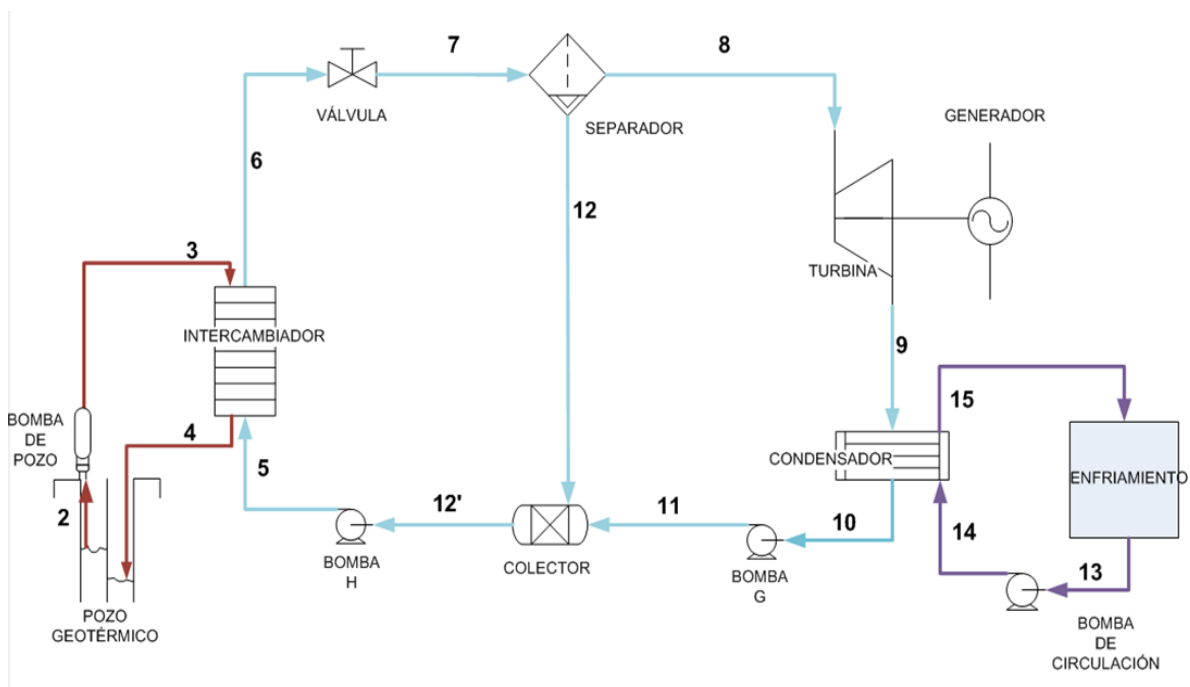 7
8
VÁLVULA
SEPARADOR
GENERADOR
6
12
3
TURBINA
INTERCAMBIADOR
9
15
BOMBA
DE
POZO
4
CONDENSADOR
ENFRIAMIENTO
5
2
12'
11
10
14
13
BOMBA
H
COLECTOR
BOMBA
G
POZO
GEOTÉRMICO
BOMBA
DE
CIRCULACIÓN